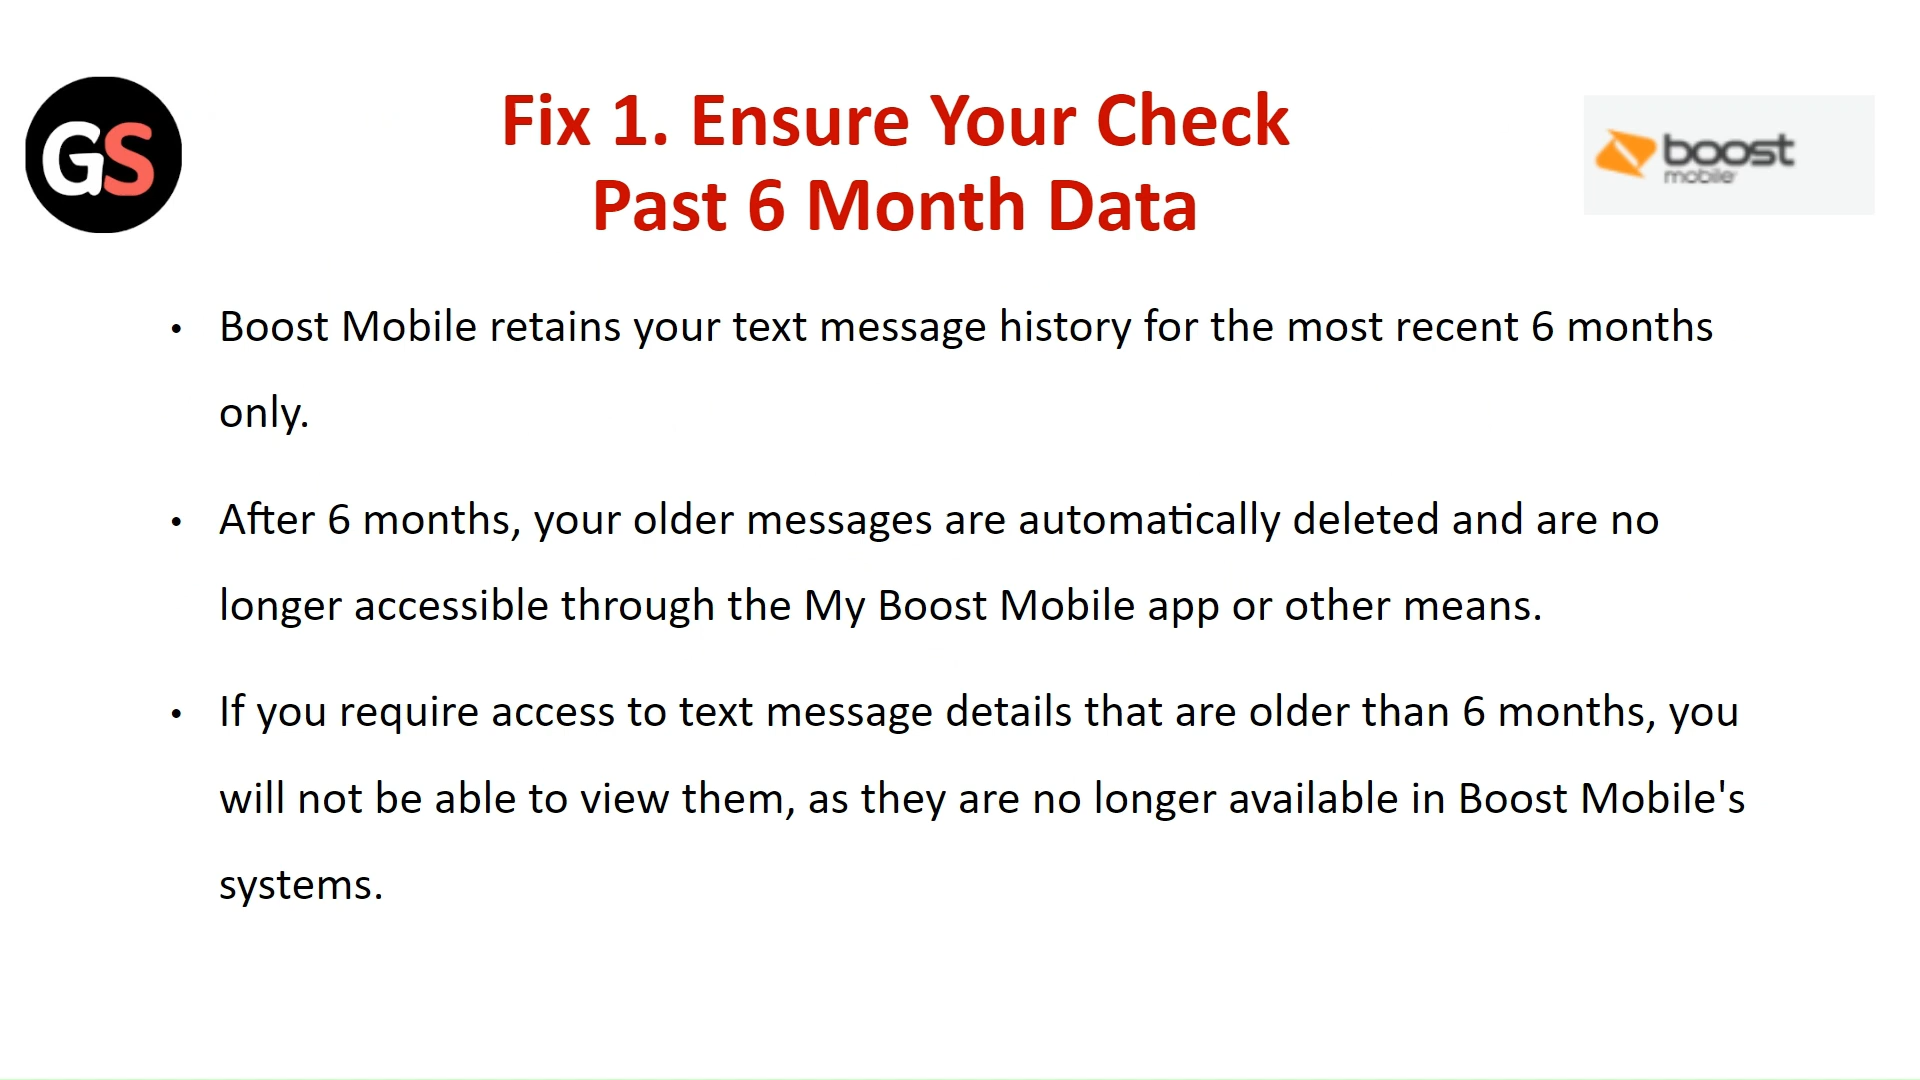 GS
Fix 1. Ensure Your Check
Past 6 Month Data
boost
mobile
• Boost Mobile retains your text message history for the most recent 6 months
only.
• After 6 months, your older messages are automatically deleted and are no
longer accessible through the My Boost Mobile app or other means.
• If you require access to text message details that are older than 6 months, you
will not be able to view them, as they are no longer available in Boost Mobile's
systems.